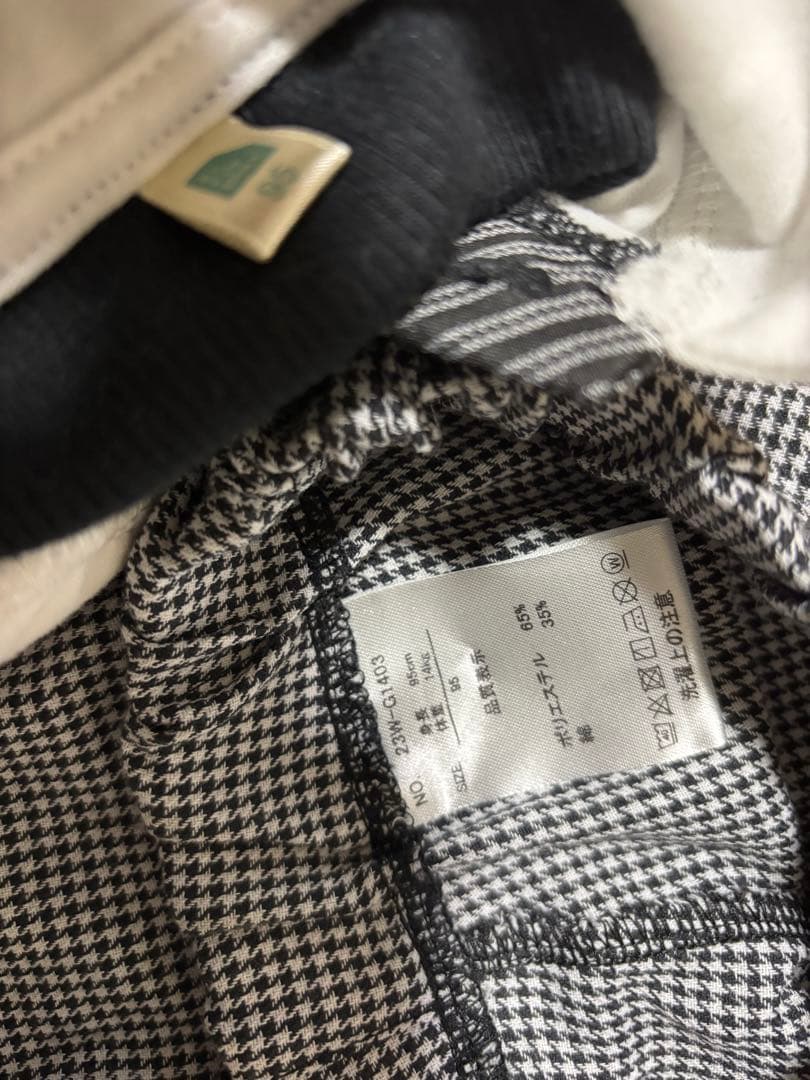 95
NO. 23W-G1403
身長 95cm
体重 14kg
SIZE 95
品質表示
ポリエステル 65%
綿 35%
40
W
洗濯上の注意